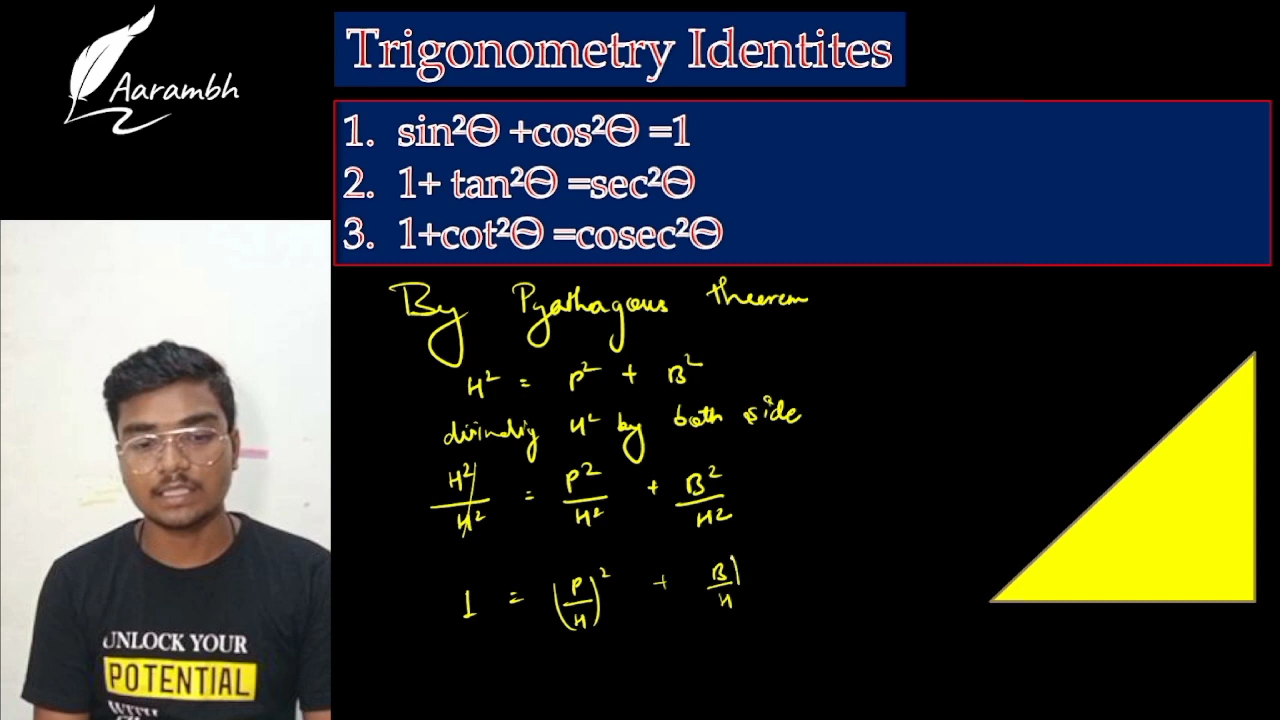 Aarambh
Trigonometry Identites
1. sin²Θ +cos²Θ =1
2. 1+ tan²Θ =sec²Θ
3. 1+cot²Θ =cosec²Θ
By Pyathagous theorem
H² = P² + B²
H² by both side
H²/H² = P²/H² + B²/H²
1 = (P/H)² + B/H)
UNLOCK YOUR
POTENTIAL
WITH